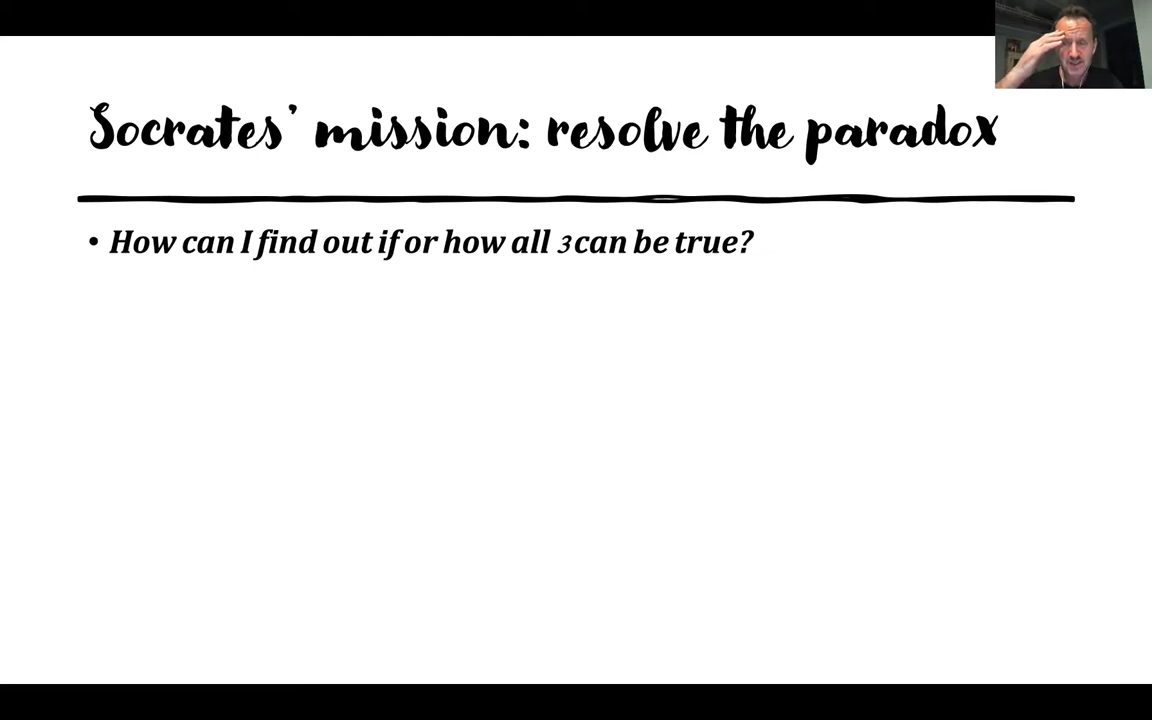 Socrates’ mission: resolve the paradox
• How can I find out if or how all 3 can be true?